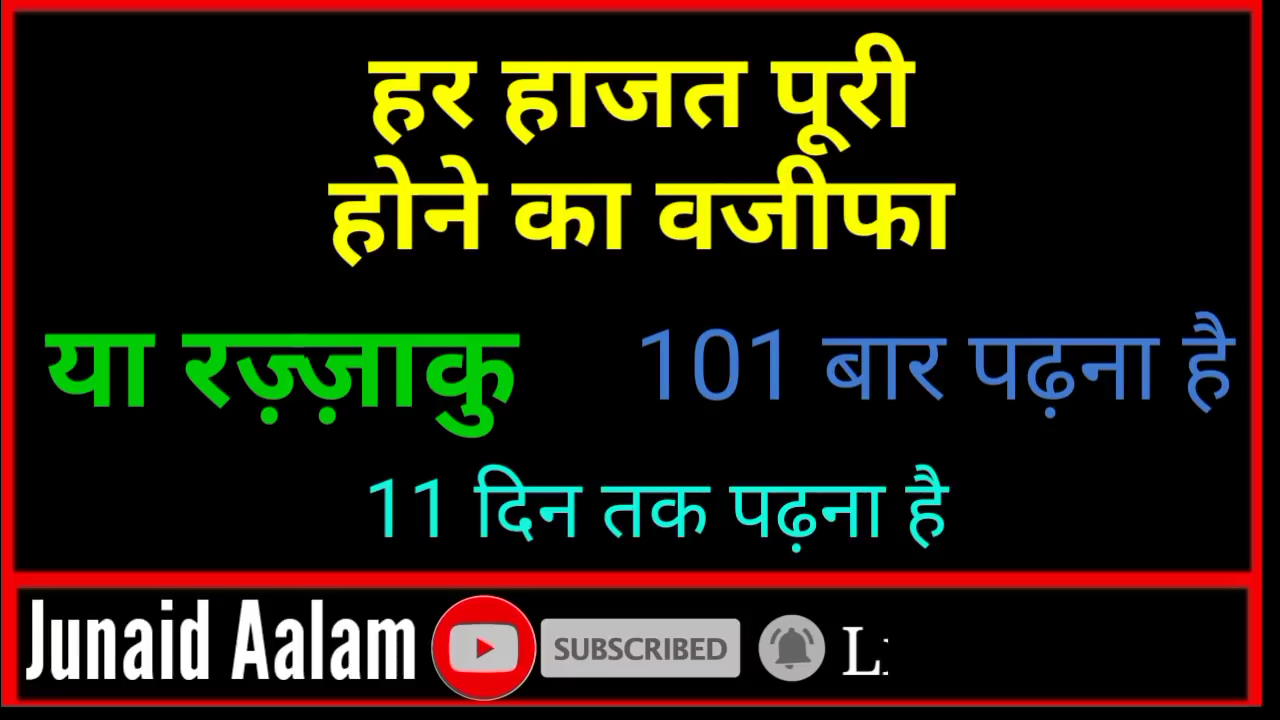 हर हाजत पूरी
होने का वजीफा
या रज़्ज़ाकु 101 बार पढ़ना है
11 दिन तक पढ़ना है
Junaid Aalam SUBSCRIBED